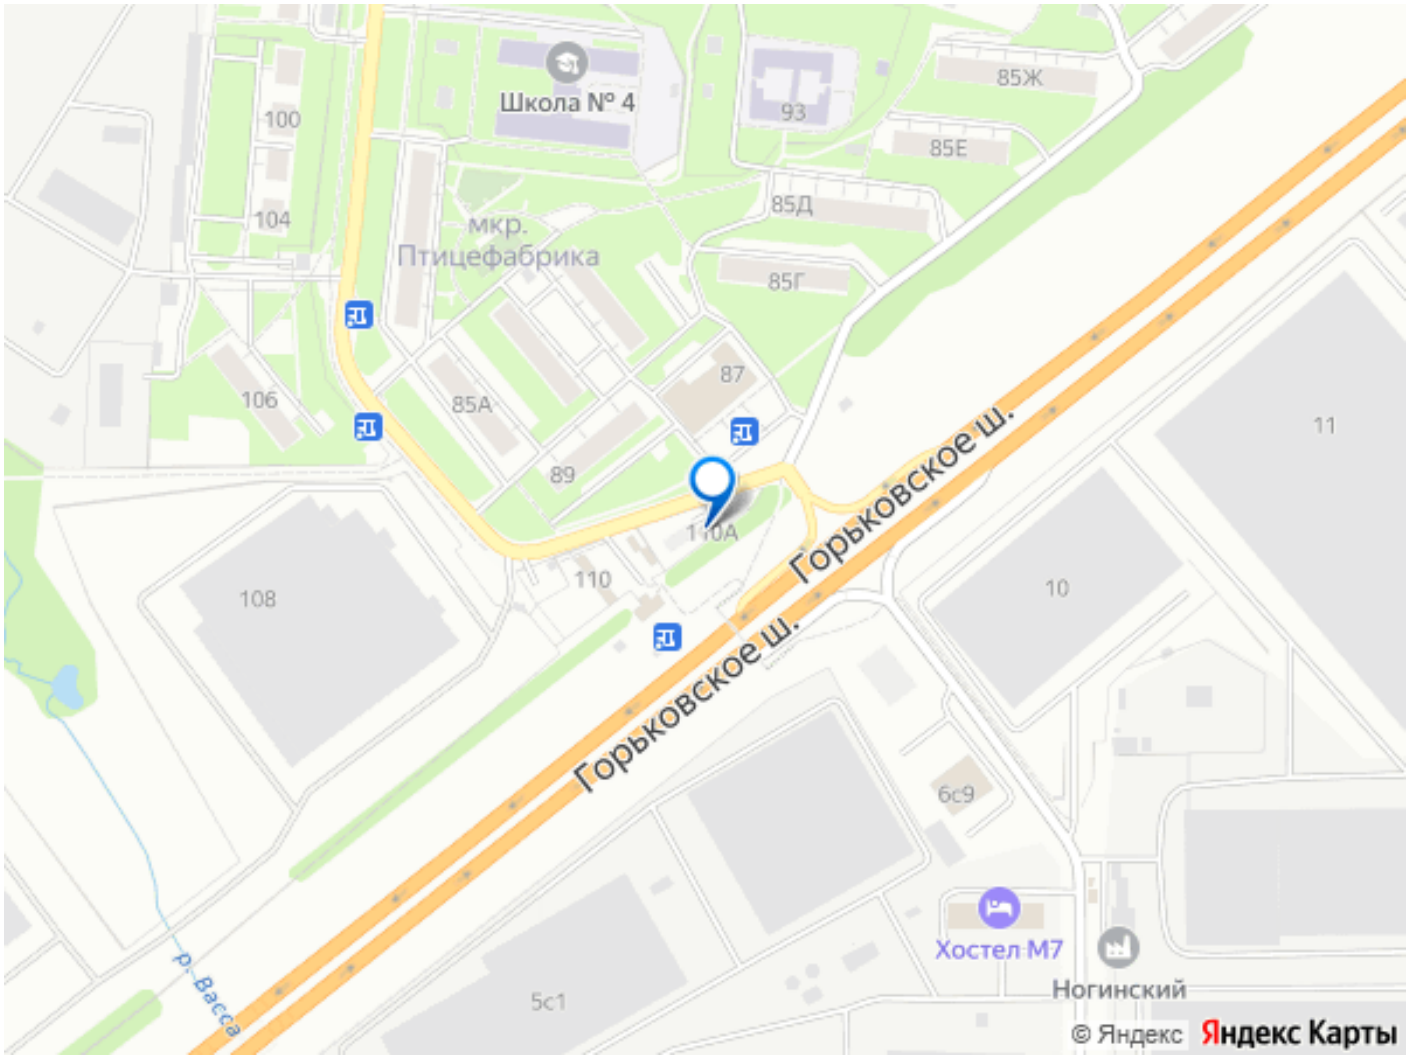 85Ж
Школа № 4
93
100
85Е
104
85Д
мкр.
Птицефабрика
85Г
87
106
85А
11
89
Горьковское ш.
110А
110
10
108
Горьковское ш.
6с9
Хостел М7
р. Васса
Ногинский
5с1
© Яндекс Яндекс Карты